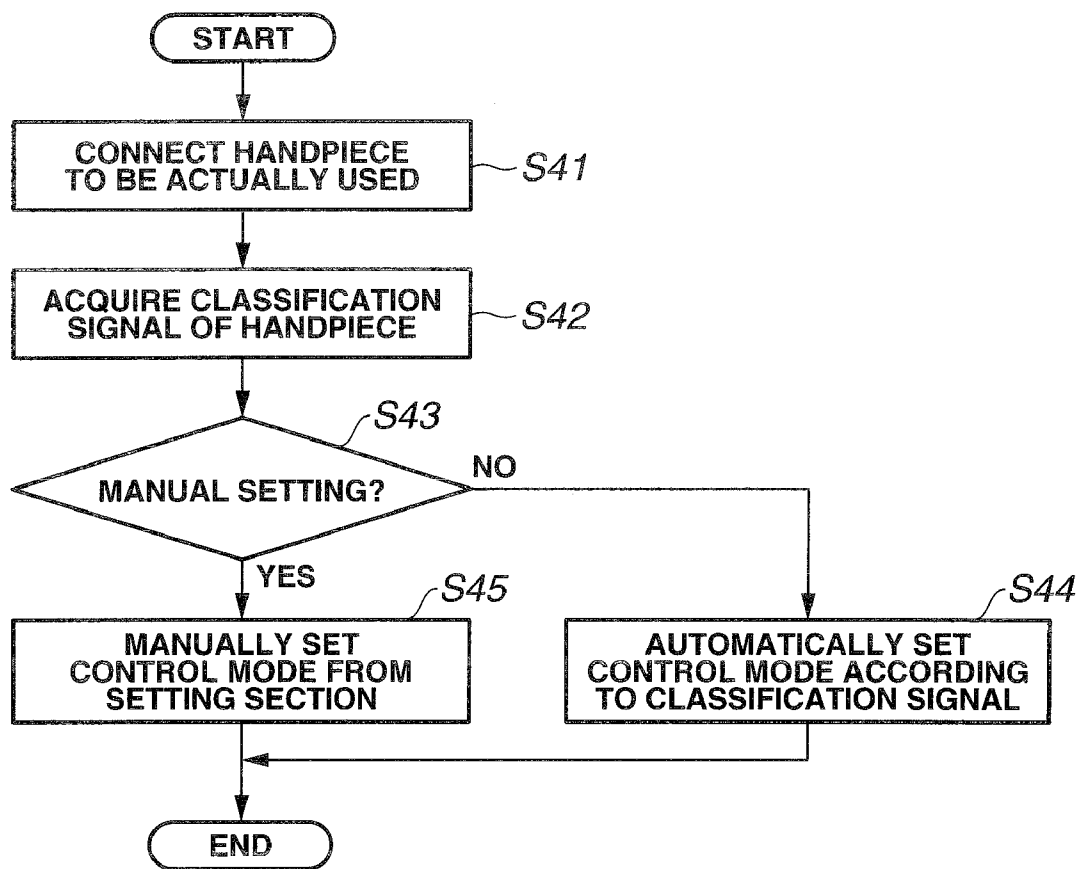 START
CONNECT HANDPIECE
TO BE ACTUALLY USED
S41
ACQUIRE CLASSIFICATION
SIGNAL OF HANDPIECE
S42
S43
MANUAL SETTING?
NO
YES
S45
MANUALLY SET
CONTROL MODE FROM
SETTING SECTION
S44
AUTOMATICALLY SET
CONTROL MODE ACCORDING
TO CLASSIFICATION SIGNAL
END